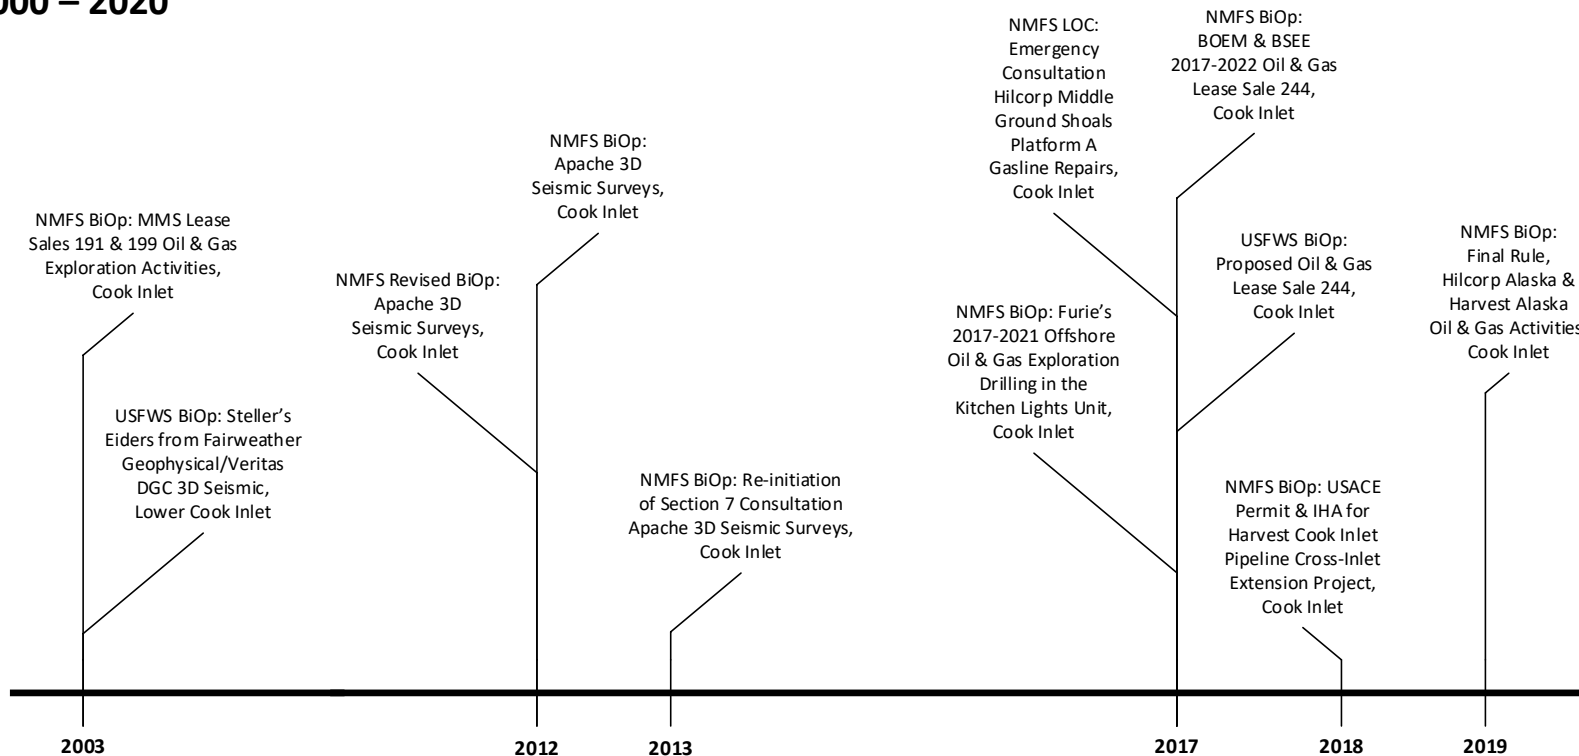 – 2020
NMFS BiOp: MMS Lease
Sales 191 & 199 Oil & Gas
Exploration Activities,
Cook Inlet
USFWS BiOp: Steller's
Eiders from Fairweather
Geophysical/Veritas
DGC 3D Seismic,
Lower Cook Inlet
NMFS Revised BiOp:
Apache 3D
Seismic Surveys,
Cook Inlet
NMFS BiOp:
Apache 3D
Seismic Surveys,
Cook Inlet
NMFS BiOp: Re-initiation
of Section 7 Consultation
Apache 3D Seismic Surveys,
Cook Inlet
NMFS LOC:
Emergency
Consultation
Hilcorp Middle
Ground Shoals
Platform A
Gasline Repairs,
Cook Inlet
NMFS BiOp: Furie's
2017-2021 Offshore
Oil & Gas Exploration
Drilling in the
Kitchen Lights Unit,
Cook Inlet
NMFS BiOp:
BOEM & BSEE
2017-2022 Oil & Gas
Lease Sale 244,
Cook Inlet
USFWS BiOp:
Proposed Oil & Gas
Lease Sale 244,
Cook Inlet
NMFS BiOp: USACE
Permit & IHA for
Harvest Cook Inlet
Pipeline Cross-Inlet
Extension Project,
Cook Inlet
NMFS BiOp:
Final Rule,
Hilcorp Alaska &
Harvest Alaska
Oil & Gas Activities
Cook Inlet
2003
2012
2013
2017
2018
2019